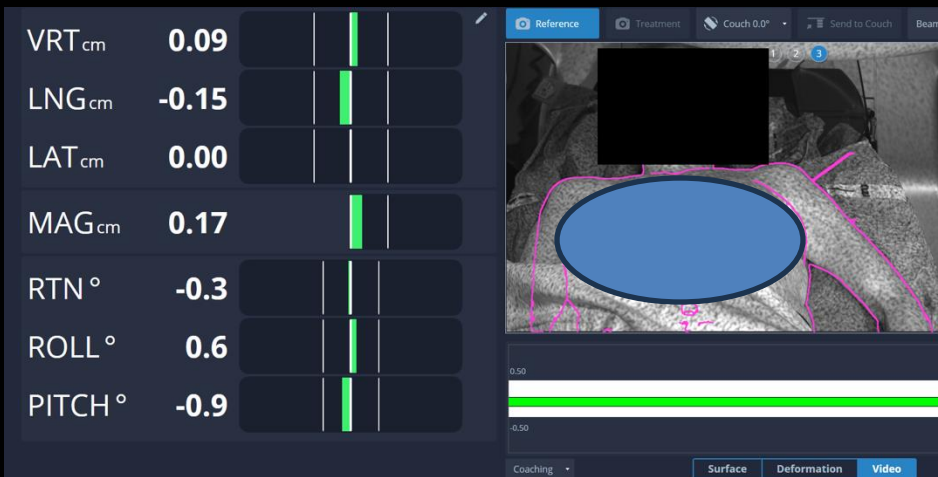 VRT cm 0.09
LNG cm -0.15
LAT cm 0.00
MAG cm 0.17
RTN ° -0.3
ROLL ° 0.6
PITCH ° -0.9
Reference Treatment Couch 0.0° Send to Couch Beam
1 2 3
0.50
-0.50
Coaching Surface Deformation Video